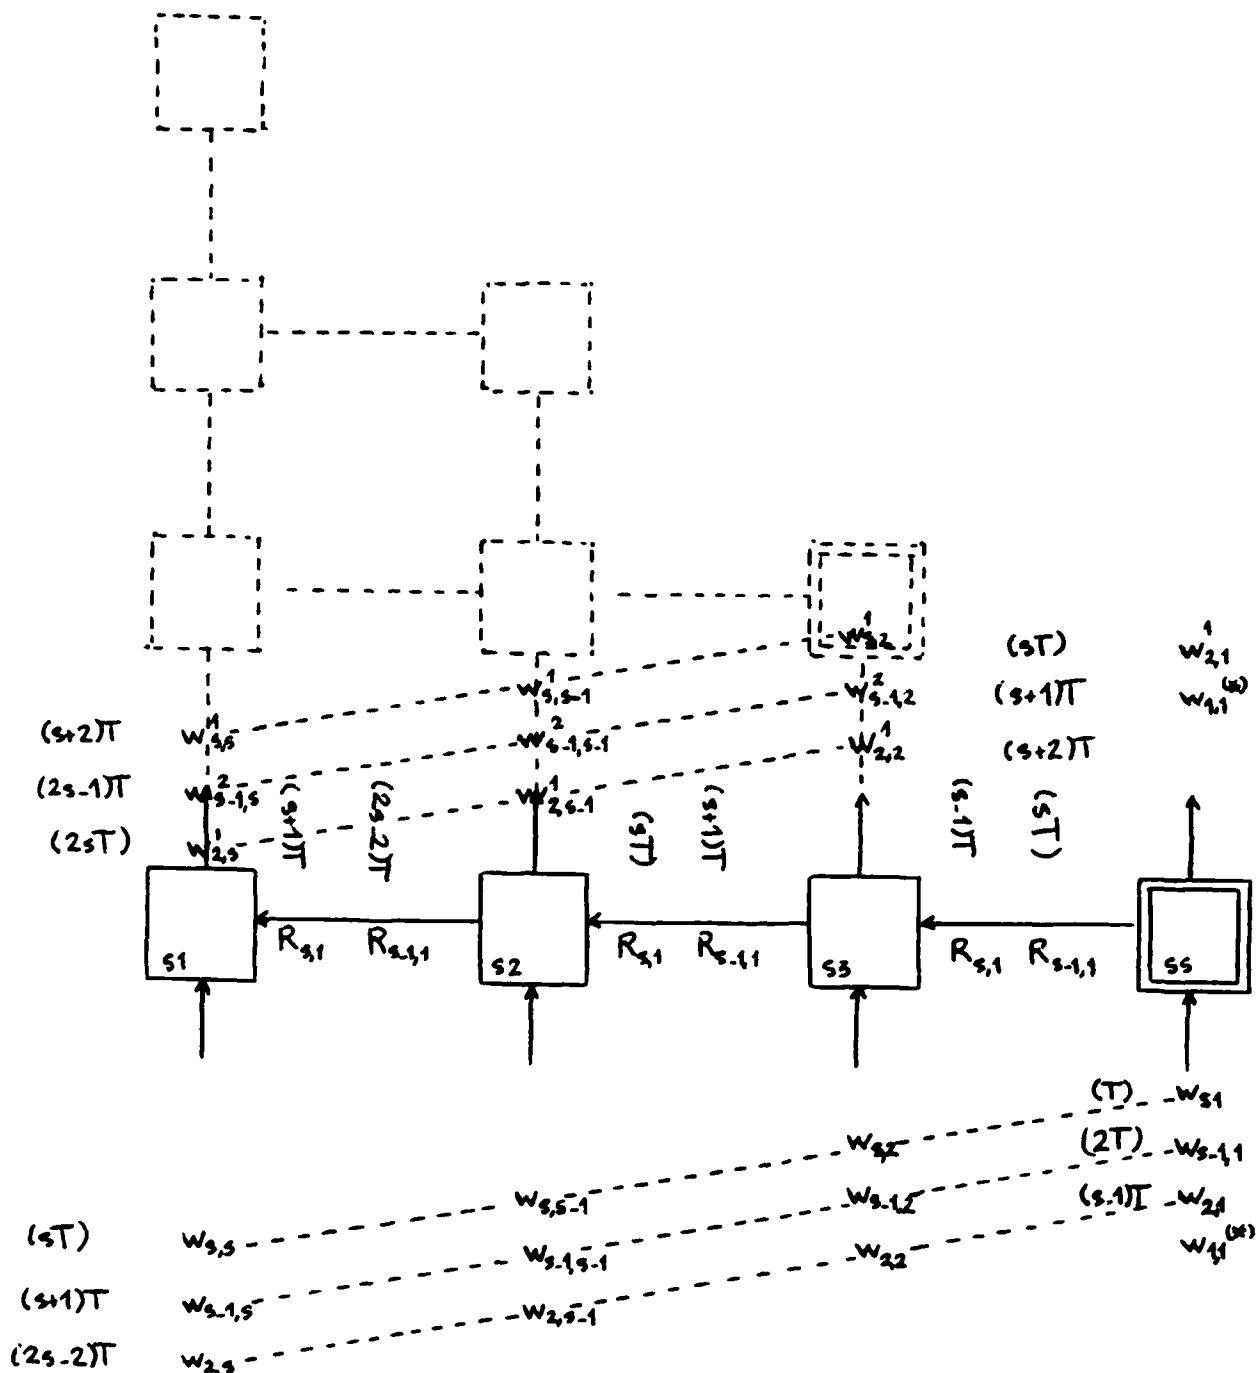 w¹s,2 (sT) w¹2,1
w¹s,s-1 w²s-1,2 (s+1)T w1,1(*)
(s+2)T w¹s,s w²s-1,s-1 w¹2,2 (s+2)T
(2s-1)T w²s-1,s w¹2,s-1
(2sT) w¹2,s (s+1)T (2s-2)T (sT) (s+1)T (s-1)T (sT)
Rs,1 Rs-1,1 Rs,1 Rs-1,1 Rs,1 Rs-1,1
s1 s2 s3 ss
(T) ws1
ws,2 (2T) ws-1,1
ws,s-1 ws-1,2 (s-1)T w2,1
(sT) ws,s ws-1,s-1 w2,2 w1,1(*)
(s+1)T ws-1,s w2,s-1
(2s-2)T w2,s